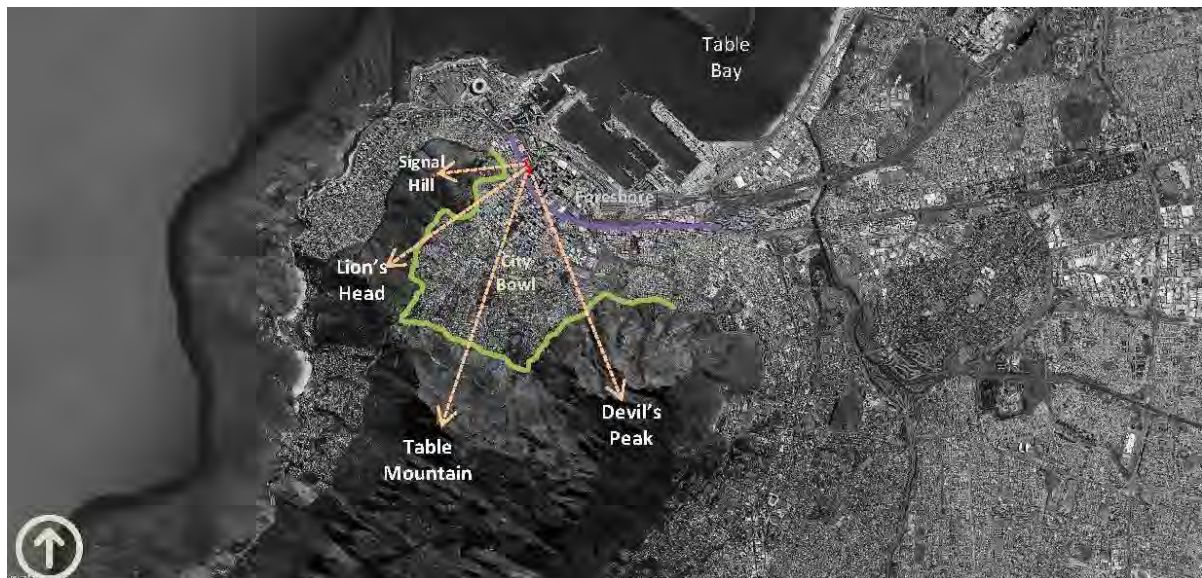 Table
Bay
Signal
Hill
Foreshore
Lion's
Head
City
Bowl
Devil's
Peak
Table
Mountain